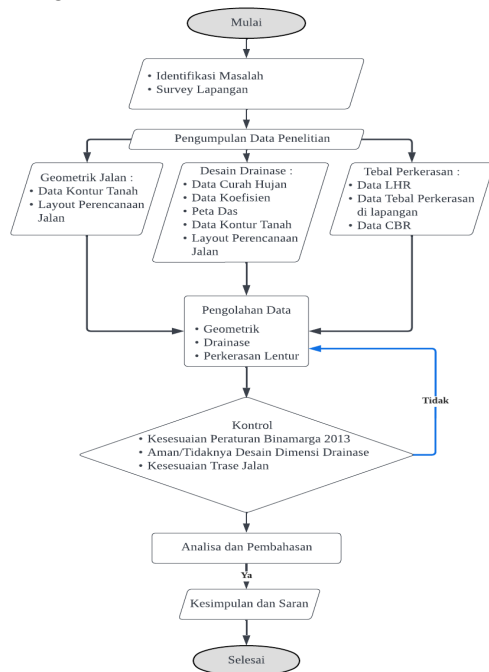 Mulai
• Identifikasi Masalah
• Survey Lapangan
Pengumpulan Data Penelitian
Geometrik Jalan :
• Data Kontur Tanah
• Layout Perencanaan
Jalan
Desain Drainase :
• Data Curah Hujan
• Data Koefisien
• Peta Das
• Data Kontur Tanah
• Layout Perencanaan
Jalan
Tebal Perkerasan :
• Data LHR
• Data Tebal Perkerasan
di lapangan
• Data CBR
Pengolahan Data
• Geometrik
• Drainase
• Perkerasan Lentur
Tidak
Kontrol
• Kesesuaian Peraturan Binamarga 2013
• Aman/Tidaknya Desain Dimensi Drainase
• Kesesuaian Trase Jalan
Analisa dan Pembahasan
Ya
Kesimpulan dan Saran
Selesai